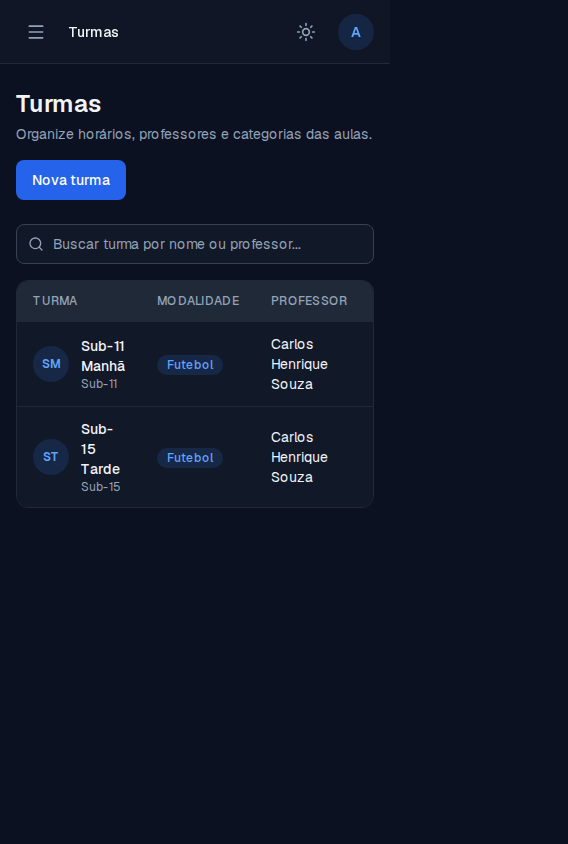 Turmas
A
Turmas
Organize horários, professores e categorias das aulas.
Nova turma
Buscar turma por nome ou professor...
TURMA MODALIDADE PROFESSOR
SM
Sub-11
Manhã
Sub-11
Futebol
Carlos
Henrique
Souza
ST
Sub-
15
Tarde
Sub-15
Futebol
Carlos
Henrique
Souza